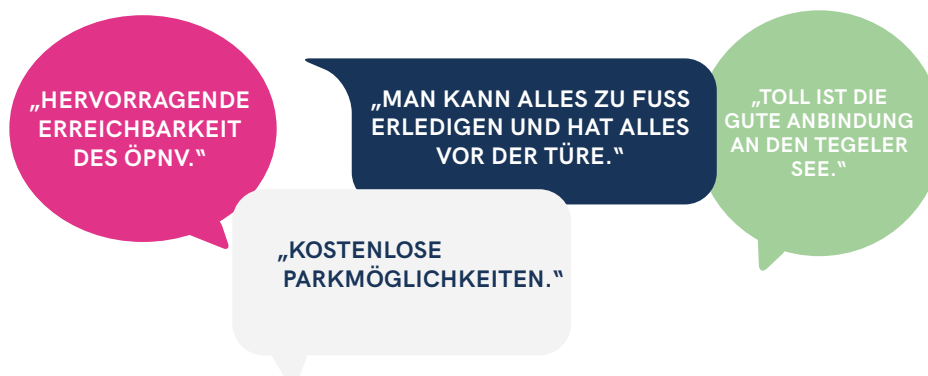 „HERVORRAGENDE
ERREICHBARKEIT
DES ÖPNV.“
„MAN KANN ALLES ZU FUSS
ERLEDIGEN UND HAT ALLES
VOR DER TÜRE.“
„TOLL IST DIE
GUTE ANBINDUNG
AN DEN TEGELER
SEE.“
„KOSTENLOSE
PARKMÖGLICHKEITEN.“